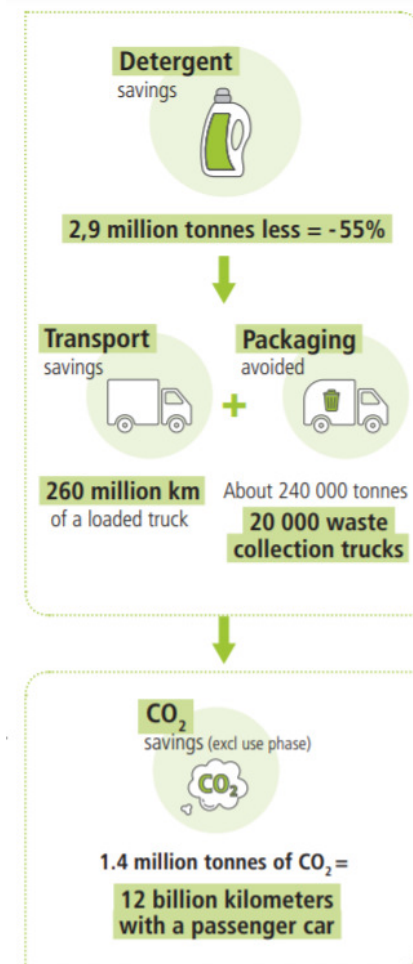 Detergent
savings
2,9 million tonnes less = -55%
Transport
savings
+
Packaging
avoided
260 million km
of a loaded truck
About 240 000 tonnes
20 000 waste
collection trucks
CO₂
savings (excl use phase)
CO₂
1.4 million tonnes of CO₂ =
12 billion kilometers
with a passenger car